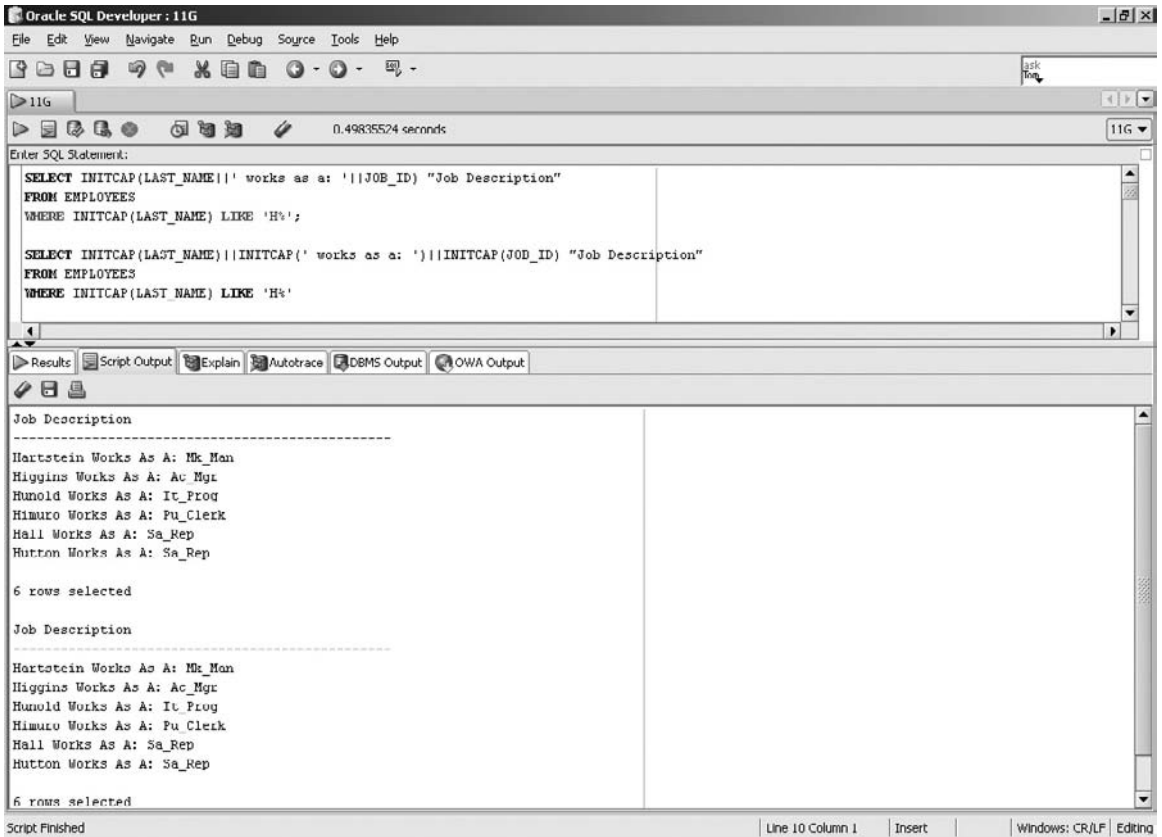 Oracle SQL Developer : 11G
File Edit View Navigate Run Debug Source Tools Help
ask
Tom
11G
0.49835524 seconds
11G
Enter SQL Statement:
SELECT INITCAP(LAST_NAME||' works as a: '||JOB_ID) "Job Description"
FROM EMPLOYEES
WHERE INITCAP(LAST_NAME) LIKE 'H%';
SELECT INITCAP(LAST_NAME)||INITCAP(' works as a: ')||INITCAP(JOB_ID) "Job Description"
FROM EMPLOYEES
WHERE INITCAP(LAST_NAME) LIKE 'H%'
Results Script Output Explain Autotrace DBMS Output OWA Output
Job Description
------------------------------------------------
Hartstein Works As A: Mk_Man
Higgins Works As A: Ac_Mgr
Hunold Works As A: It_Prog
Himuro Works As A: Pu_Clerk
Hall Works As A: Sa_Rep
Hutton Works As A: Sa_Rep
6 rows selected
Job Description
------------------------------------------------
Hartstein Works As A: Mk_Man
Higgins Works As A: Ac_Mgr
Hunold Works As A: It_Prog
Himuro Works As A: Pu_Clerk
Hall Works As A: Sa_Rep
Hutton Works As A: Sa_Rep
6 rows selected
Script Finished Line 10 Column 1 Insert Windows: CR/LF Editing